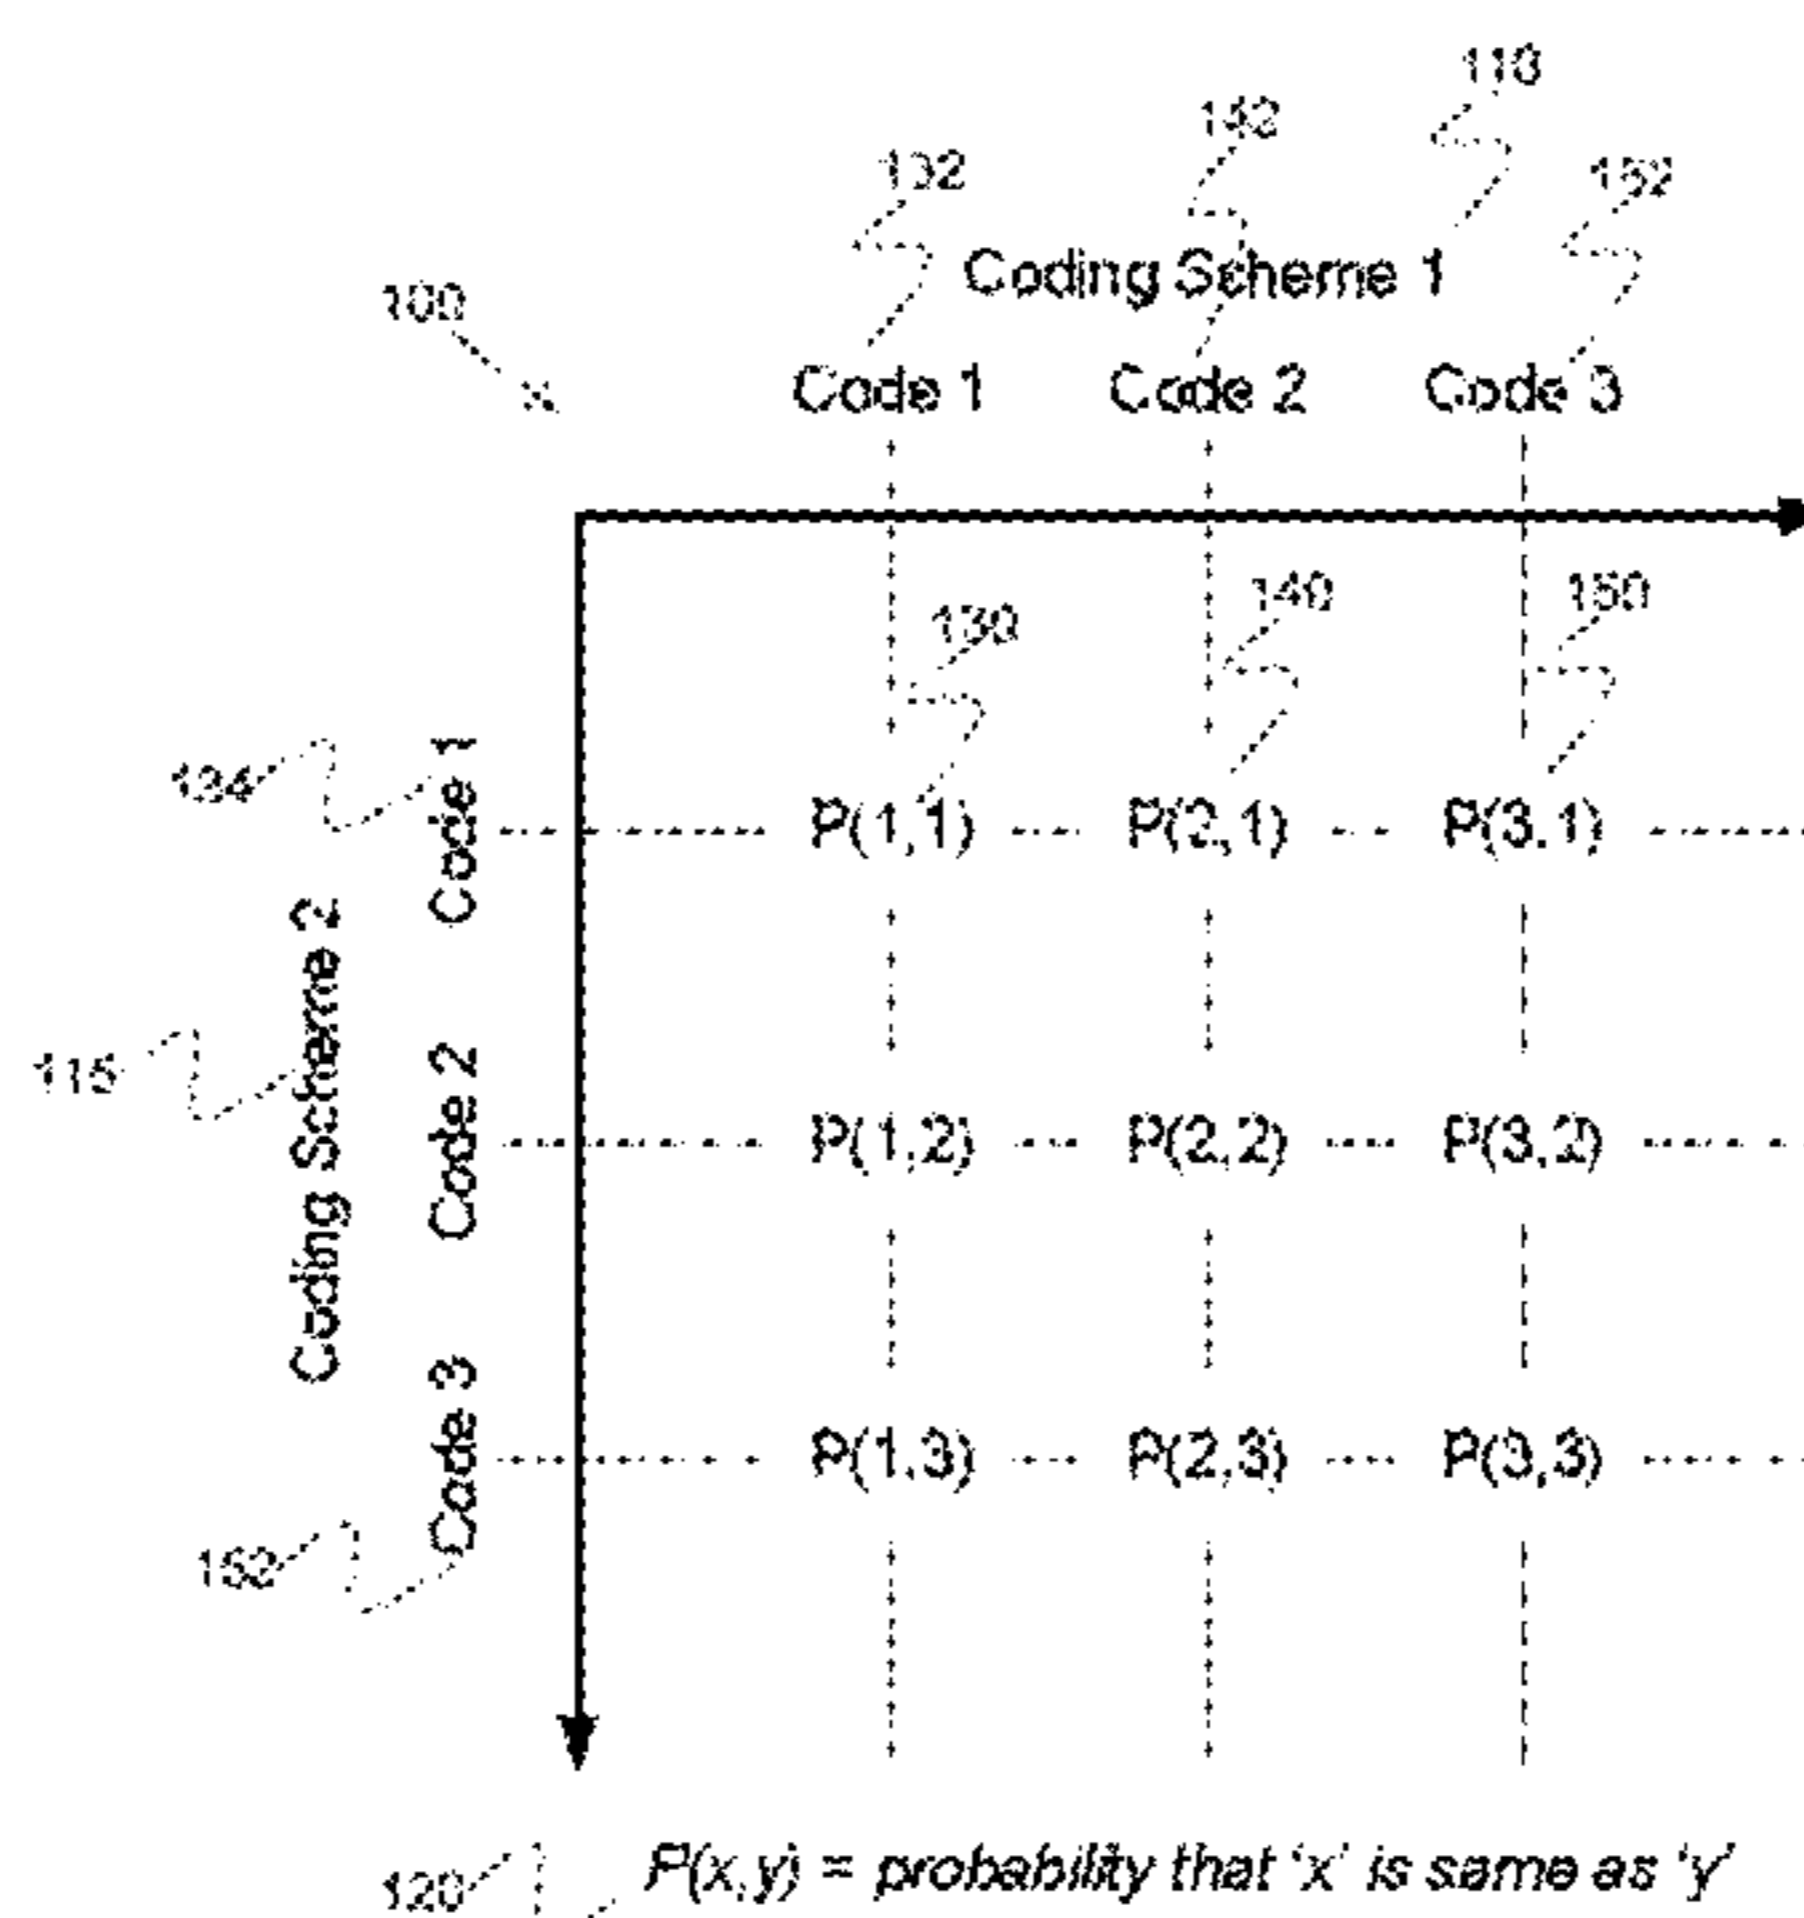 110
142
132
152
Coding Scheme 1
100
Code 1 Code 2 Code 3
140 150
130
134
Code 1
P(1,1) P(2,1) P(3,1)
Coding Scheme 2
115
Code 2
P(1,2) P(2,2) P(3,2)
Code 3
P(1,3) P(2,3) P(3,3)
P(x,y) = probability that 'x' is same as 'y'
120